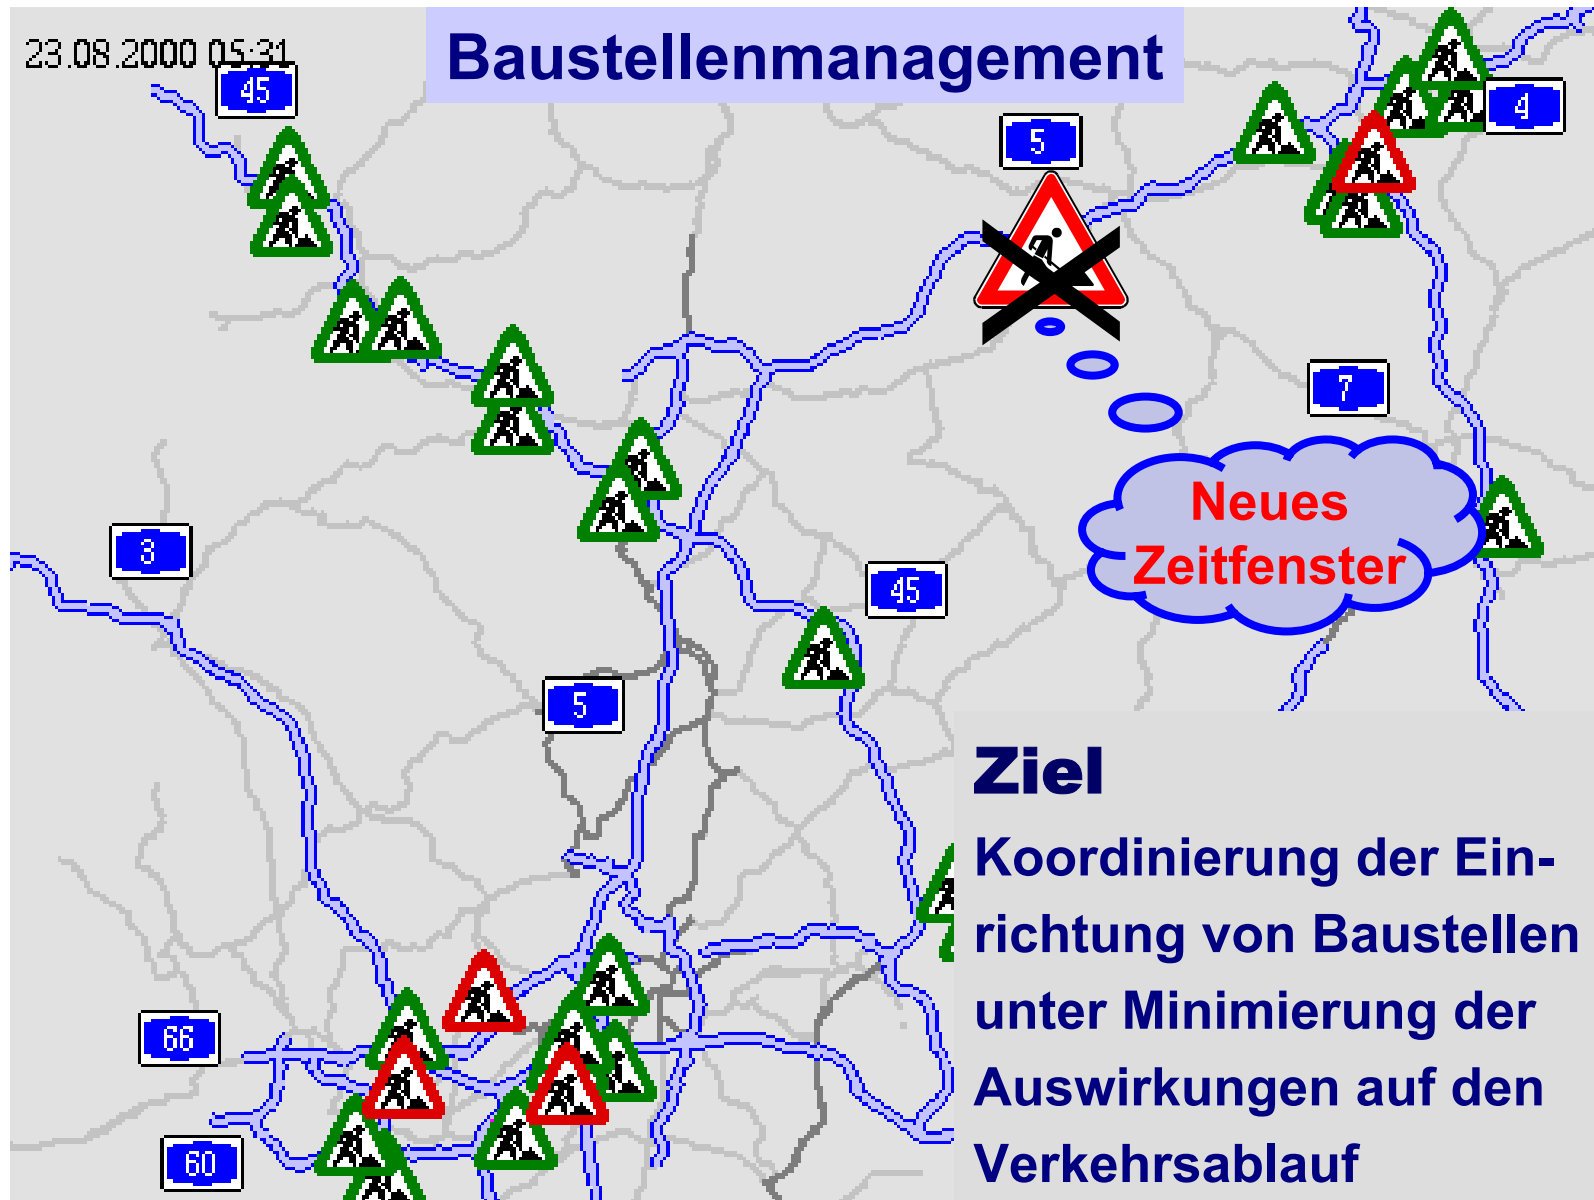 23.08.2000 05:31
Baustellenmanagement
45
5
4
7
Neues
Zeitfenster
3
45
5
Ziel
Koordinierung der Ein-
richtung von Baustellen
unter Minimierung der
Auswirkungen auf den
Verkehrsablauf
66
60